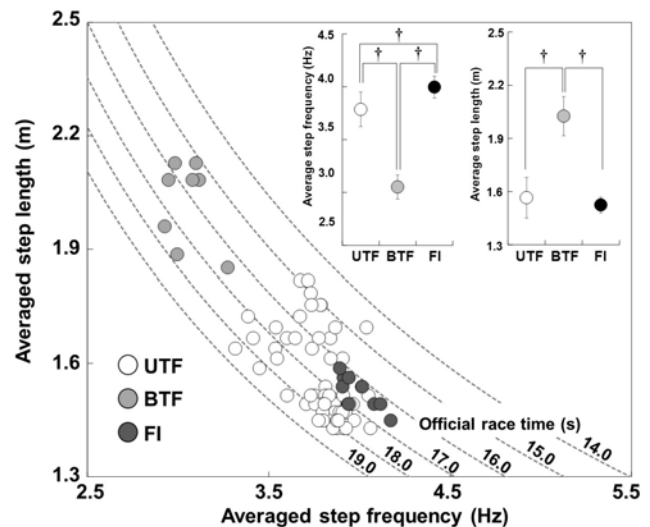 2.5
2.2
1.9
1.6
1.3
Averaged step length (m)
2.5
3.5
4.5
5.5
Averaged step frequency (Hz)
UTF
BTF
FI
Official race time (s)
19.0
18.0
17.0
16.0
15.0
14.0
4.5
4.0
3.5
3.0
2.5
Average step frequency (Hz)
†
† †
UTF BTF FI
2.5
2.2
1.9
1.6
1.3
Average step length (m)
† †
UTF BTF FI